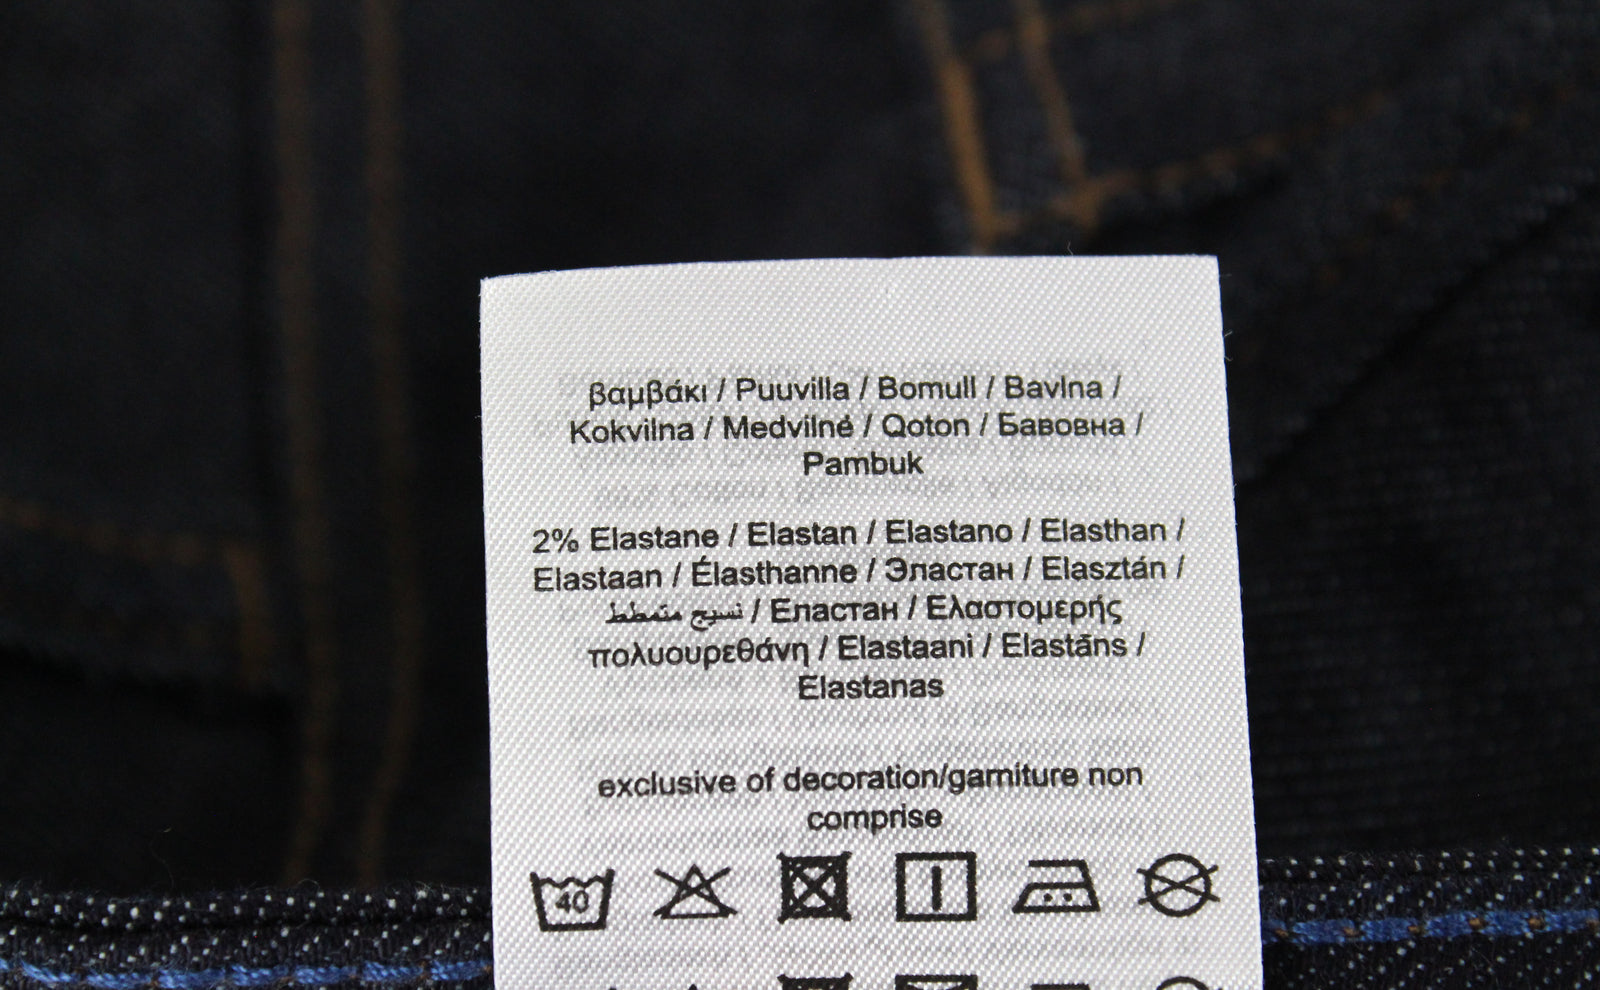 βαμβάκι / Puuvilla / Bomull / Bavlna /
Kokvilna / Medvilnė / Qoton / Бавовна /
Pambuk
2% Elastane / Elastan / Elastano / Elasthan /
Elastaan / Élasthanne / Эластан / Elasztán /
نسيج متمطط / Еластан / Ελαστομερής
πολυουρεθάνη / Elastaani / Elastāns /
Elastanas
exclusive of decoration/garniture non
comprise
40